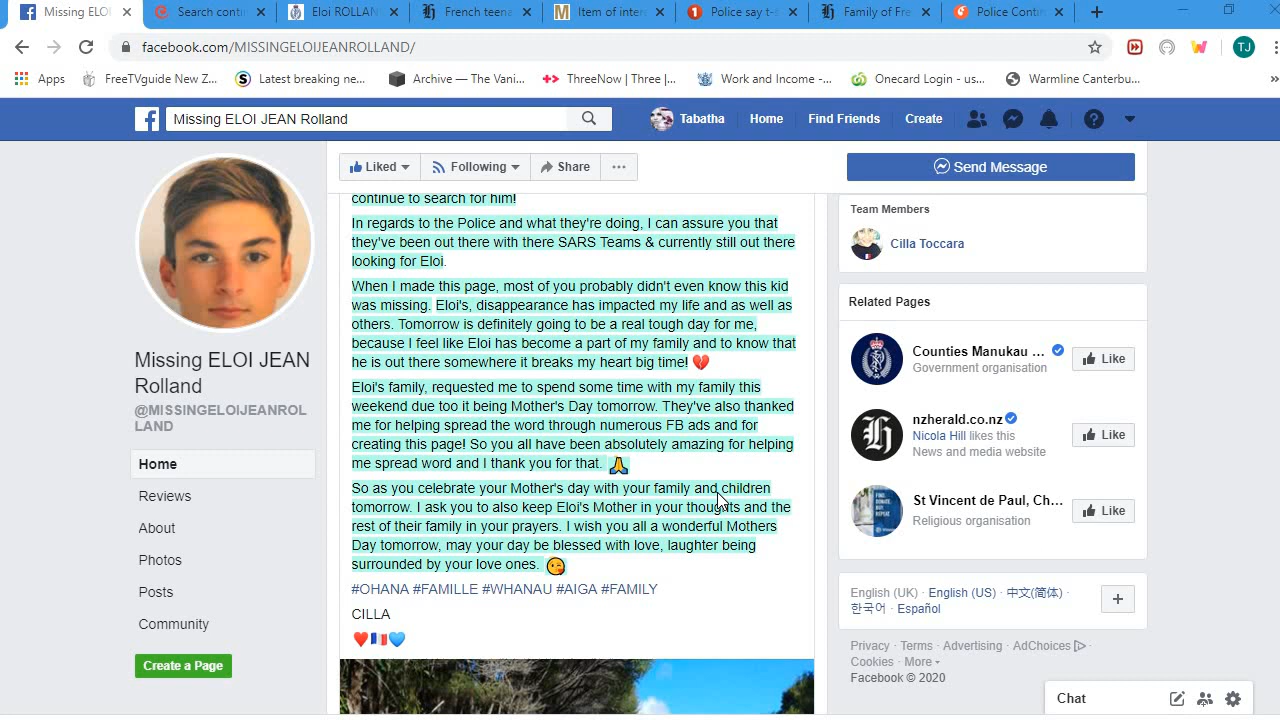 Missing ELO
Search conti
Eloi ROLLAN
French teena
Item of inter
Police say t-s
Family of Fre
Police Contin
facebook.com/MISSINGELOIJEANROLLAND/
TJ
Apps
FreeTVguide New Z...
Latest breaking ne...
Archive — The Vani...
ThreeNow | Three |...
Work and Income -...
Onecard Login - us...
Warmline Canterbu...
Missing ELOI JEAN Rolland
Tabatha
Home
Find Friends
Create
Liked
Following
Share
Send Message
Missing ELOI JEAN
Rolland
@MISSINGELOIJEANROL
LAND
Home
Reviews
About
Photos
Posts
Community
Create a Page
continue to search for him!
In regards to the Police and what they're doing, I can assure you that
they've been out there with there SARS Teams & currently still out there
looking for Eloi.
When I made this page, most of you probably didn't even know this kid
was missing. Eloi's, disappearance has impacted my life and as well as
others. Tomorrow is definitely going to be a real tough day for me,
because I feel like Eloi has become a part of my family and to know that
he is out there somewhere it breaks my heart big time! 💔
Eloi's family, requested me to spend some time with my family this
weekend due too it being Mother's Day tomorrow. They've also thanked
me for helping spread the word through numerous FB ads and for
creating this page! So you all have been absolutely amazing for helping
me spread word and I thank you for that. 🙏
So as you celebrate your Mother's day with your family and children
tomorrow. I ask you to also keep Eloi's Mother in your thoughts and the
rest of their family in your prayers. I wish you all a wonderful Mothers
Day tomorrow, may your day be blessed with love, laughter being
surrounded by your love ones. 😘
#OHANA #FAMILLE #WHANAU #AIGA #FAMILY
CILLA
❤️🇫🇷💙
Team Members
Cilla Toccara
Related Pages
Counties Manukau ...
Government organisation
Like
nzherald.co.nz
Nicola Hill likes this
News and media website
Like
St Vincent de Paul, Ch...
Religious organisation
Like
English (UK) · English (US) · 中文(简体) ·
한국어 · Español
Privacy · Terms · Advertising · AdChoices ·
Cookies · More
Facebook © 2020
Chat